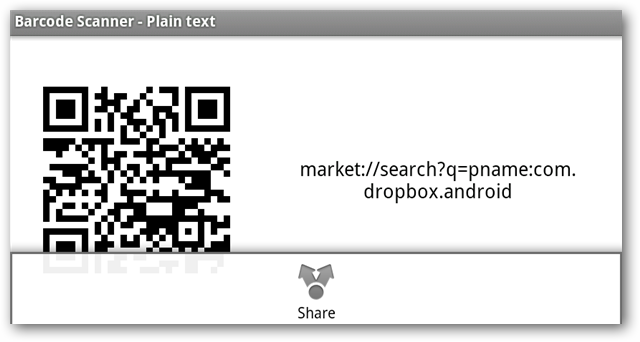 Barcode Scanner - Plain text
market://search?q=pname:com.
dropbox.android
Share